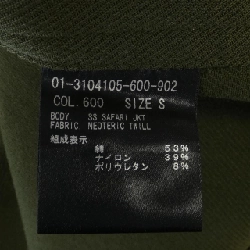 01-3104105-600-902
COL. 600 SIZE S
BODY. SS SAFARI JKT
FABRIC NEOTERIC TWILL
組成表示
綿 53%
ナイロン 39%
ポリウレタン 8%